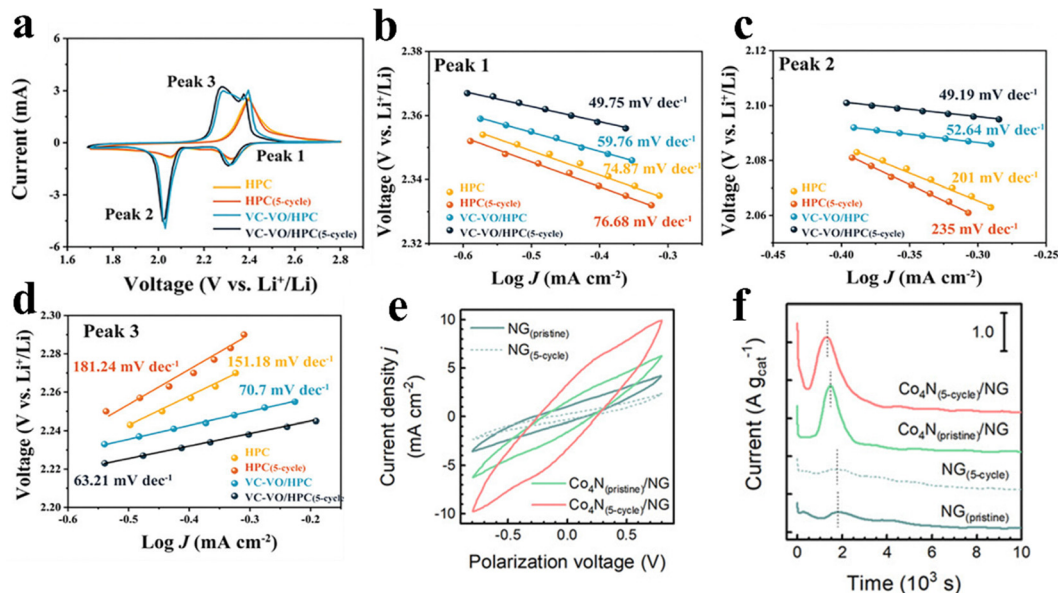 a
Current (mA)
6
3
0
-3
-6
Peak 3
Peak 1
Peak 2
HPC
HPC(5-cycle)
VC-VO/HPC
VC-VO/HPC(5-cycle)
1.6 1.8 2.0 2.2 2.4 2.6 2.8
Voltage (V vs. Li⁺/Li)
b
Voltage (V vs. Li⁺/Li)
2.38
2.36
2.34
2.32
Peak 1
49.75 mV dec⁻¹
59.76 mV dec⁻¹
74.87 mV dec⁻¹
76.68 mV dec⁻¹
HPC
HPC(5-cycle)
VC-VO/HPC
VC-VO/HPC(5-cycle)
-0.6 -0.5 -0.4 -0.3 -0.2
Log J (mA cm⁻²)
c
Voltage (V vs. Li⁺/Li)
2.12
2.10
2.08
2.06
Peak 2
49.19 mV dec⁻¹
52.64 mV dec⁻¹
201 mV dec⁻¹
235 mV dec⁻¹
HPC
HPC(5-cycle)
VC-VO/HPC
VC-VO/HPC(5-cycle)
-0.45 -0.40 -0.35 -0.30 -0.25
Log J (mA cm⁻²)
d
Voltage (V vs. Li⁺/Li)
2.30
2.28
2.26
2.24
2.22
2.20
Peak 3
181.24 mV dec⁻¹
151.18 mV dec⁻¹
70.7 mV dec⁻¹
63.21 mV dec⁻¹
HPC
HPC(5-cycle)
VC-VO/HPC
VC-VO/HPC(5-cycle
-0.6 -0.5 -0.4 -0.3 -0.2
Log J (mA cm⁻²)
e
Current density j
(mA cm⁻²)
10
5
0
-5
-10
NG(pristine)
NG(5-cycle)
Co₄N(pristine)/NG
Co₄N(5-cycle)/NG
-0.5 0.0 0.5
Polarization voltage (V)
f
Current (A gcat⁻¹)
1.0
Co₄N(5-cycle)/NG
Co₄N(pristine)/NG
NG(5-cycle)
NG(pristine)
0 2 4 6 8 10
Time (10³ s)